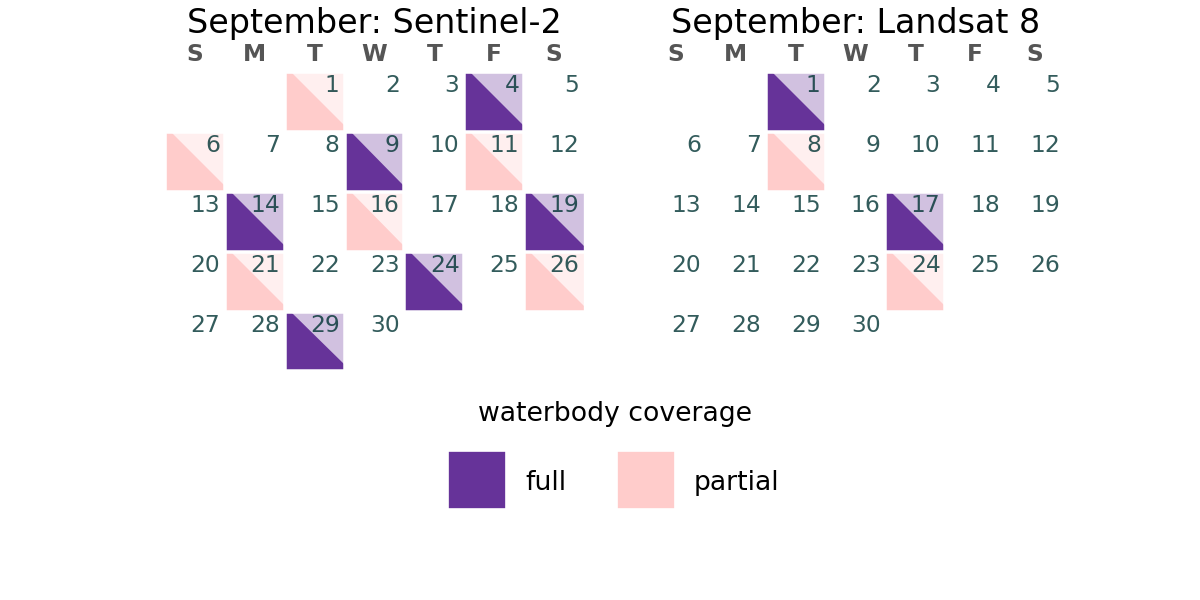 September: Sentinel-2
S M T W T F S
1 2 3 4 5
6 7 8 9 10 11 12
13 14 15 16 17 18 19
20 21 22 23 24 25 26
27 28 29 30
September: Landsat 8
S M T W T F S
1 2 3 4 5
6 7 8 9 10 11 12
13 14 15 16 17 18 19
20 21 22 23 24 25 26
27 28 29 30
waterbody coverage
full partial